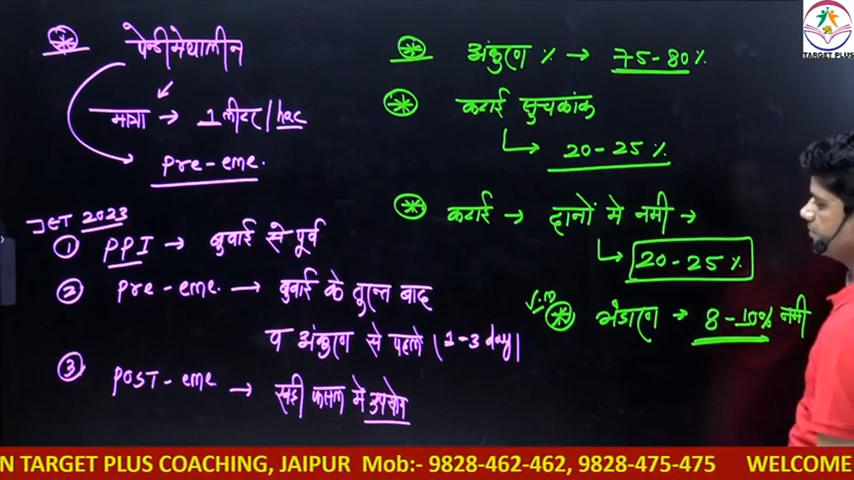 पेन्डीमेथालीन
मात्रा → 1 लीटर / hac
Pre-eme.
JET 2023
① PPI → बुवाई से पूर्व
② Pre-eme. → बुवाई के तुरन्त बाद
व अंकुरण से पहले (1-3 day)
③ POST-eme → खड़ी फसल में उपयोग
अंकुरण % → 75-80%
कटाई सुचकांक
20-25%
कटाई → दानों मे नमी →
20-25%
भंडारण → 8-10% नमी
TARGET PLUS
N TARGET PLUS COACHING, JAIPUR Mob:- 9828-462-462, 9828-475-475 WELCOME